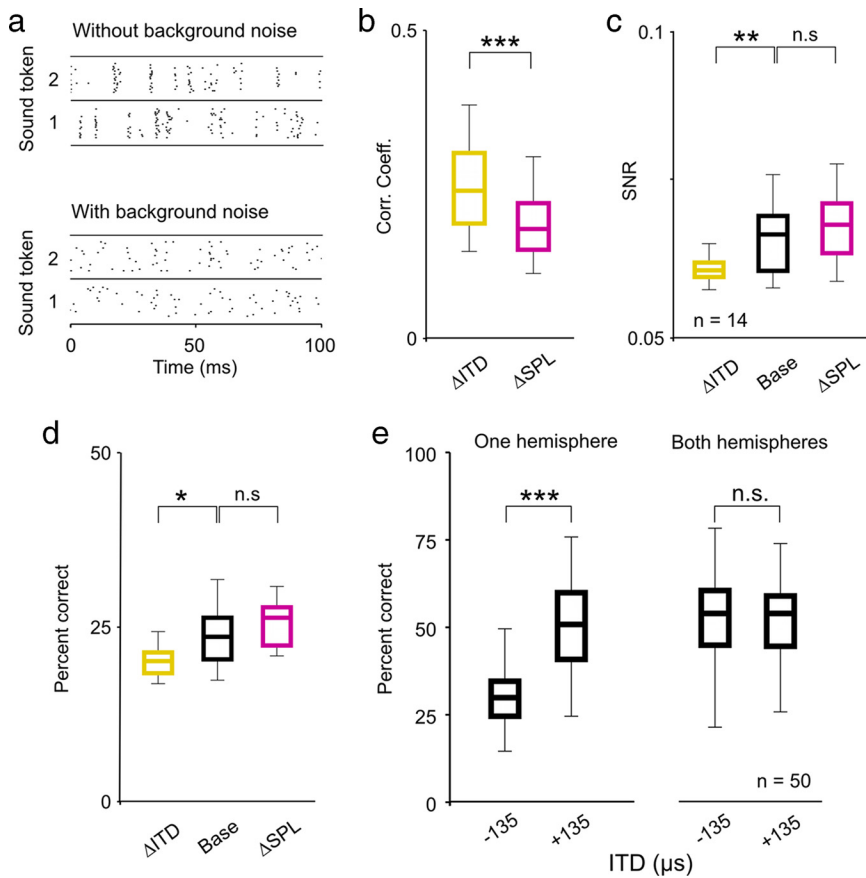 a
Without background noise
Sound token
2
1
With background noise
Sound token
2
1
0
50
100
Time (ms)
b
0.5
***
Corr. Coeff.
0
ΔITD
ΔSPL
c
0.1
**
n.s
SNR
n = 14
0.05
ΔITD
Base
ΔSPL
d
50
*
n.s
Percent correct
25
0
ΔITD
Base
ΔSPL
e
One hemisphere
Both hemispheres
100
***
n.s.
75
Percent correct
50
25
n = 50
0
-135
+135
-135
+135
ITD (µs)